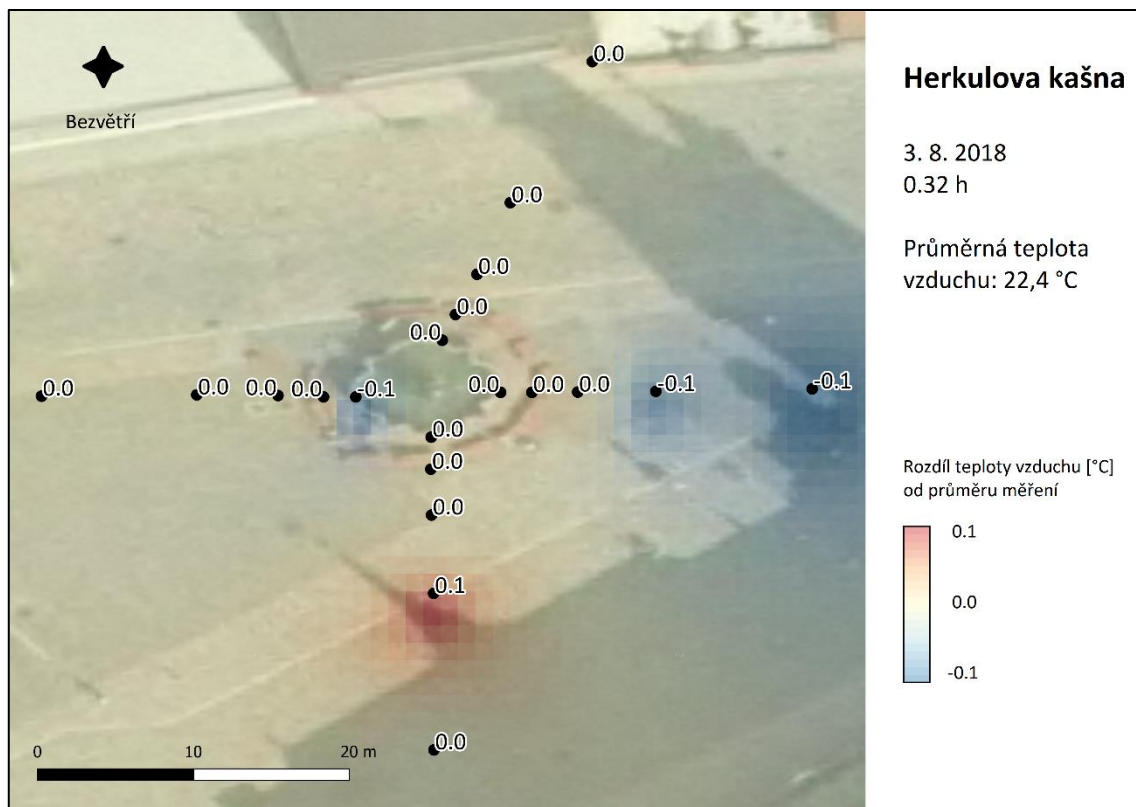 Bezvětří
0.0
0.0
0.0
0.0
0.0
0.0
0.0
0.0
0.0
-0.1
0.0
0.0
0.0
-0.1
-0.1
0.0
0.0
0.0
0.1
0.0
0
10
20 m
Herkulova kašna
3. 8. 2018
0.32 h
Průměrná teplota
vzduchu: 22,4 °C
Rozdíl teploty vzduchu [°C]
od průměru měření
0.1
0.0
-0.1